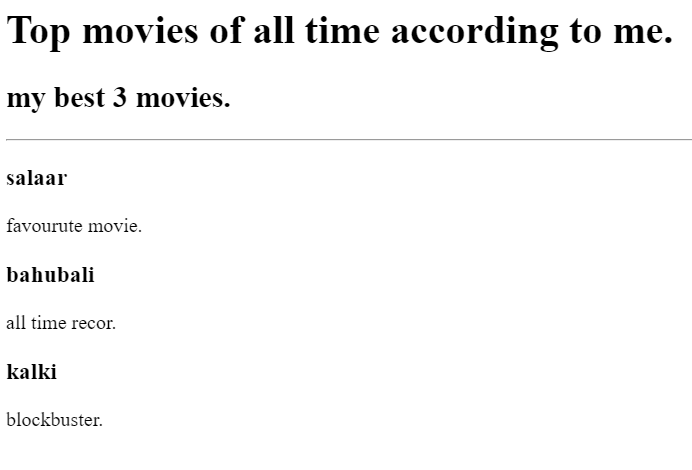 Top movies of all time according to me.
my best 3 movies.
salaar
favourute movie.
bahubali
all time recor.
kalki
blockbuster.